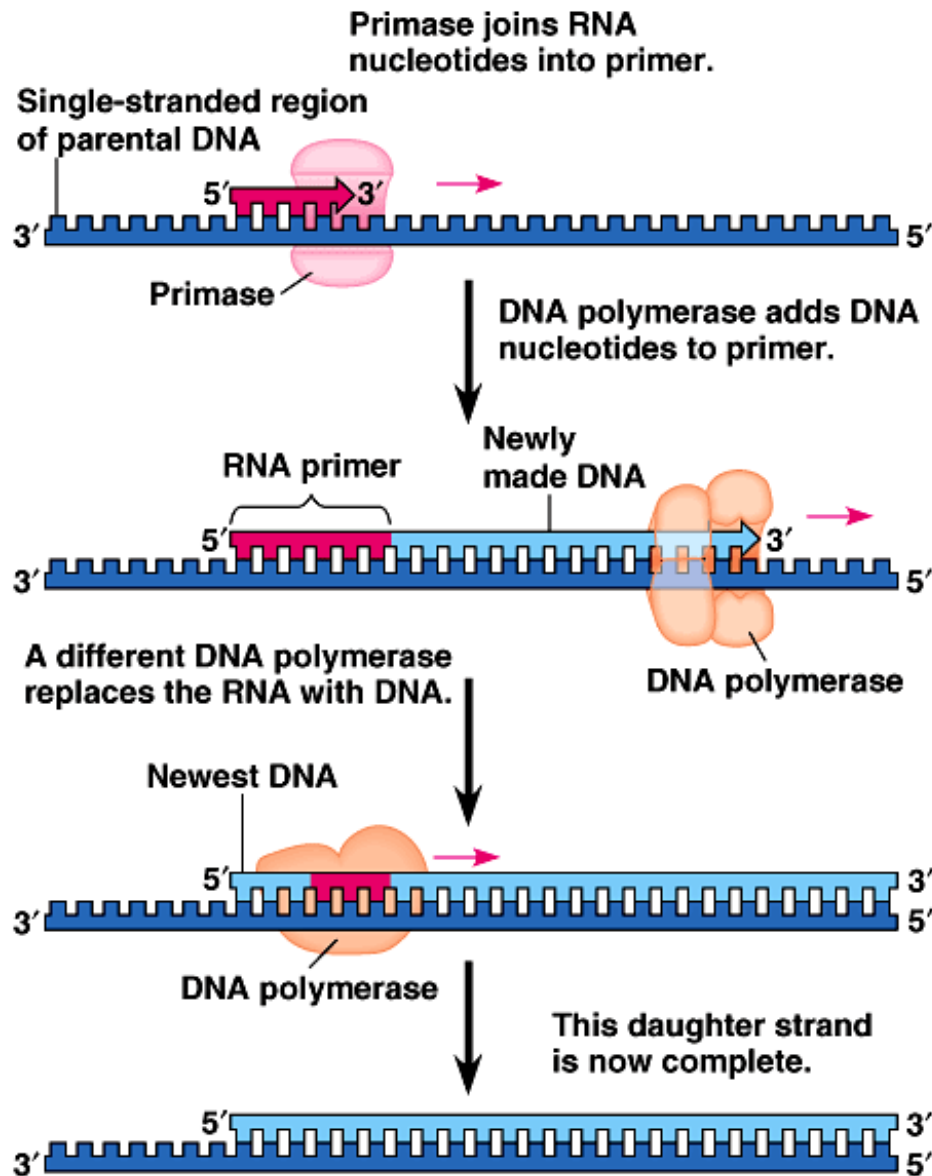 Primase joins RNA
nucleotides into primer.
Single-stranded region
of parental DNA
5′ 3′
3′ 5′
Primase
DNA polymerase adds DNA
nucleotides to primer.
Newly
made DNA
RNA primer
5′ 3′
3′ 5′
DNA polymerase
A different DNA polymerase
replaces the RNA with DNA.
Newest DNA
5′ 3′
3′ 5′
DNA polymerase
This daughter strand
is now complete.
5′ 3′
3′ 5′